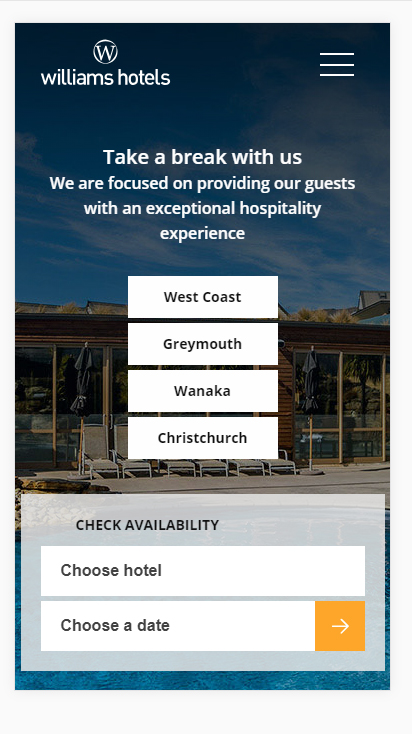 W
williams hotels
Take a break with us
We are focused on providing our guests
with an exceptional hospitality
experience
West Coast
Greymouth
Wanaka
Christchurch
CHECK AVAILABILITY
Choose hotel
Choose a date